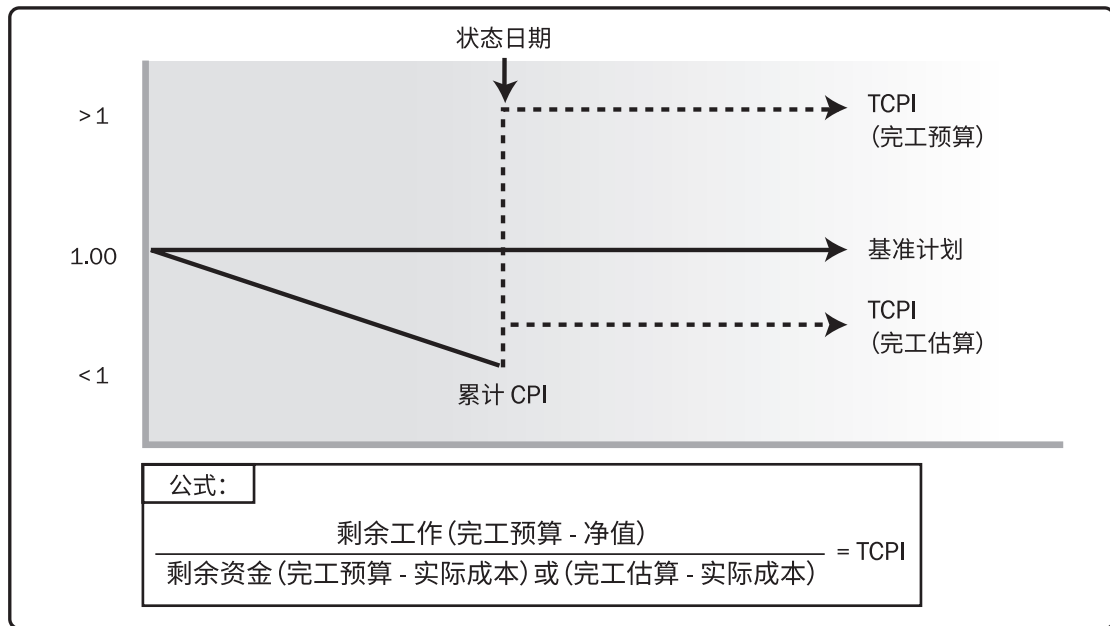 状态日期
>1
TCPI
(完工预算)
1.00
基准计划
TCPI
(完工估算)
<1
累计 CPI
公式：
剩余工作(完工预算 - 净值)
剩余资金(完工预算 - 实际成本)或(完工估算 - 实际成本)
= TCPI